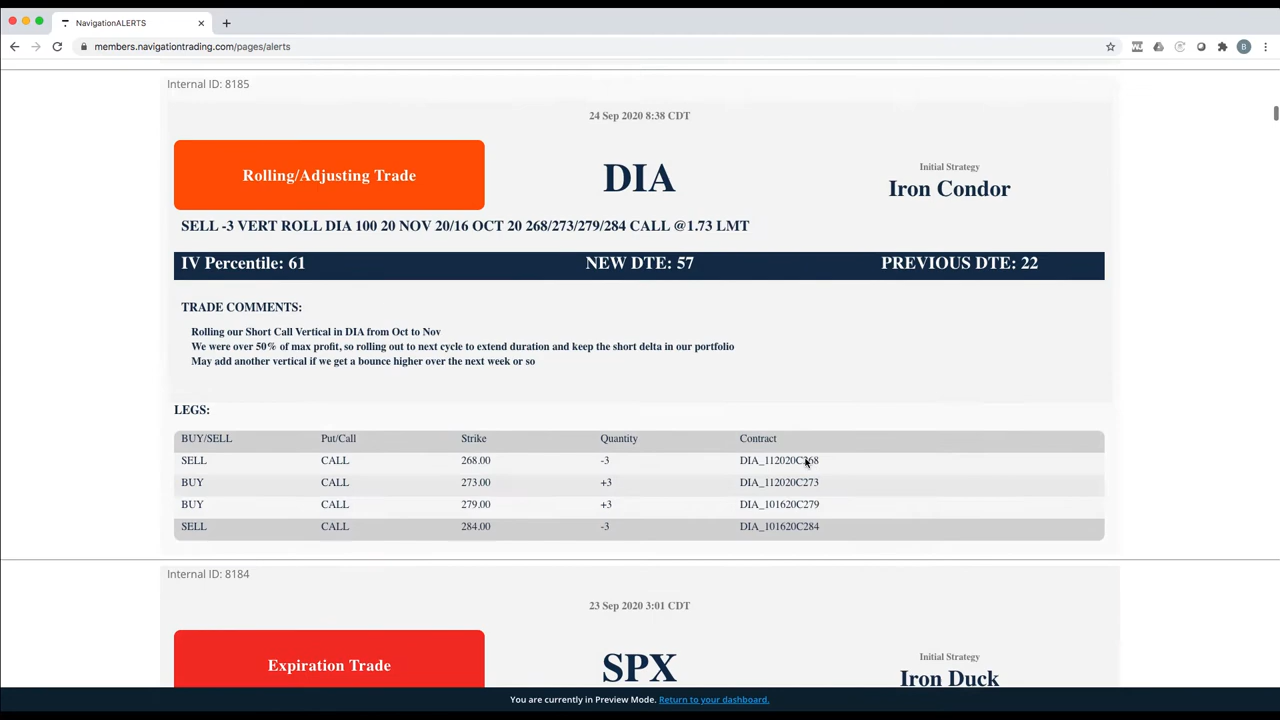 NavigationALERTS
members.navigationtrading.com/pages/alerts
B
Internal ID: 8185
24 Sep 2020 8:38 CDT
Rolling/Adjusting Trade
DIA
Initial Strategy
Iron Condor
SELL -3 VERT ROLL DIA 100 20 NOV 20/16 OCT 20 268/273/279/284 CALL @1.73 LMT
IV Percentile: 61 NEW DTE: 57 PREVIOUS DTE: 22
TRADE COMMENTS:
Rolling our Short Call Vertical in DIA from Oct to Nov
We were over 50% of max profit, so rolling out to next cycle to extend duration and keep the short delta in our portfolio
May add another vertical if we get a bounce higher over the next week or so
LEGS:
BUY/SELL Put/Call Strike Quantity Contract
SELL CALL 268.00 -3 DIA_112020C268
BUY CALL 273.00 +3 DIA_112020C273
BUY CALL 279.00 +3 DIA_101620C279
SELL CALL 284.00 -3 DIA_101620C284
Internal ID: 8184
23 Sep 2020 3:01 CDT
Expiration Trade
SPX
Initial Strategy
Iron Duck
You are currently in Preview Mode. Return to your dashboard.